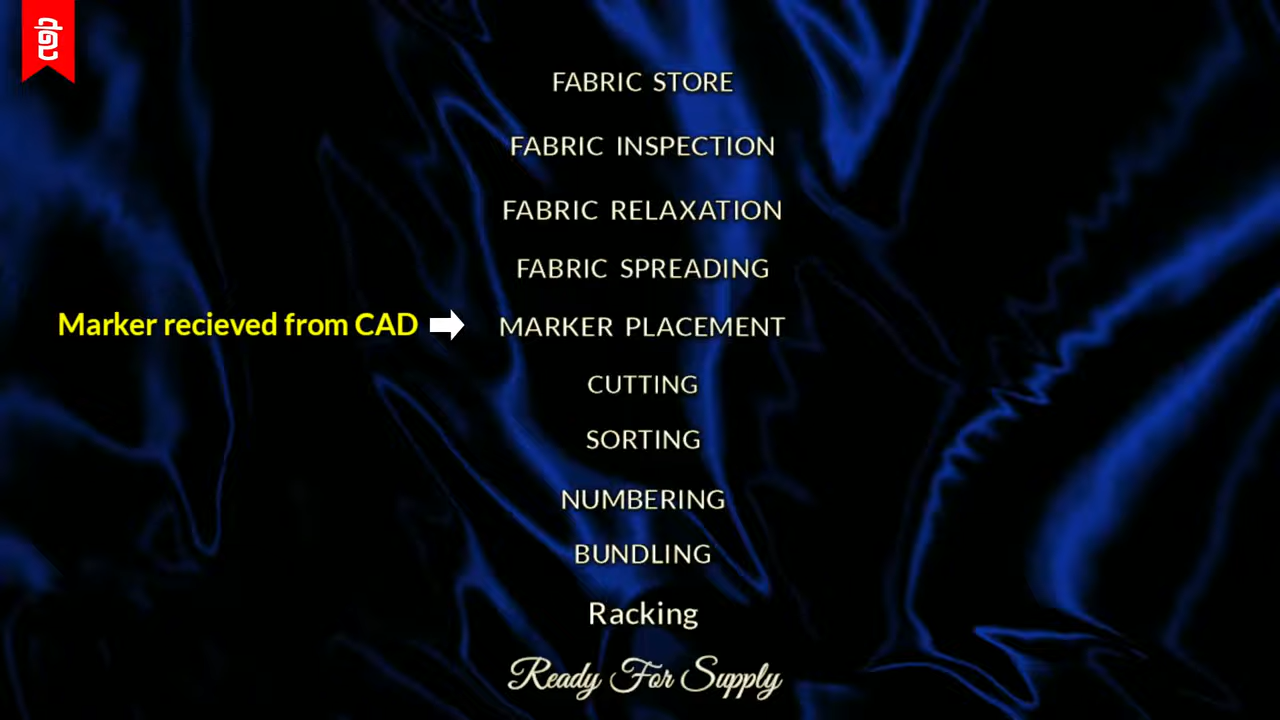 FABRIC STORE
FABRIC INSPECTION
FABRIC RELAXATION
FABRIC SPREADING
Marker recieved from CAD
MARKER PLACEMENT
CUTTING
SORTING
NUMBERING
BUNDLING
Racking
Ready For Supply